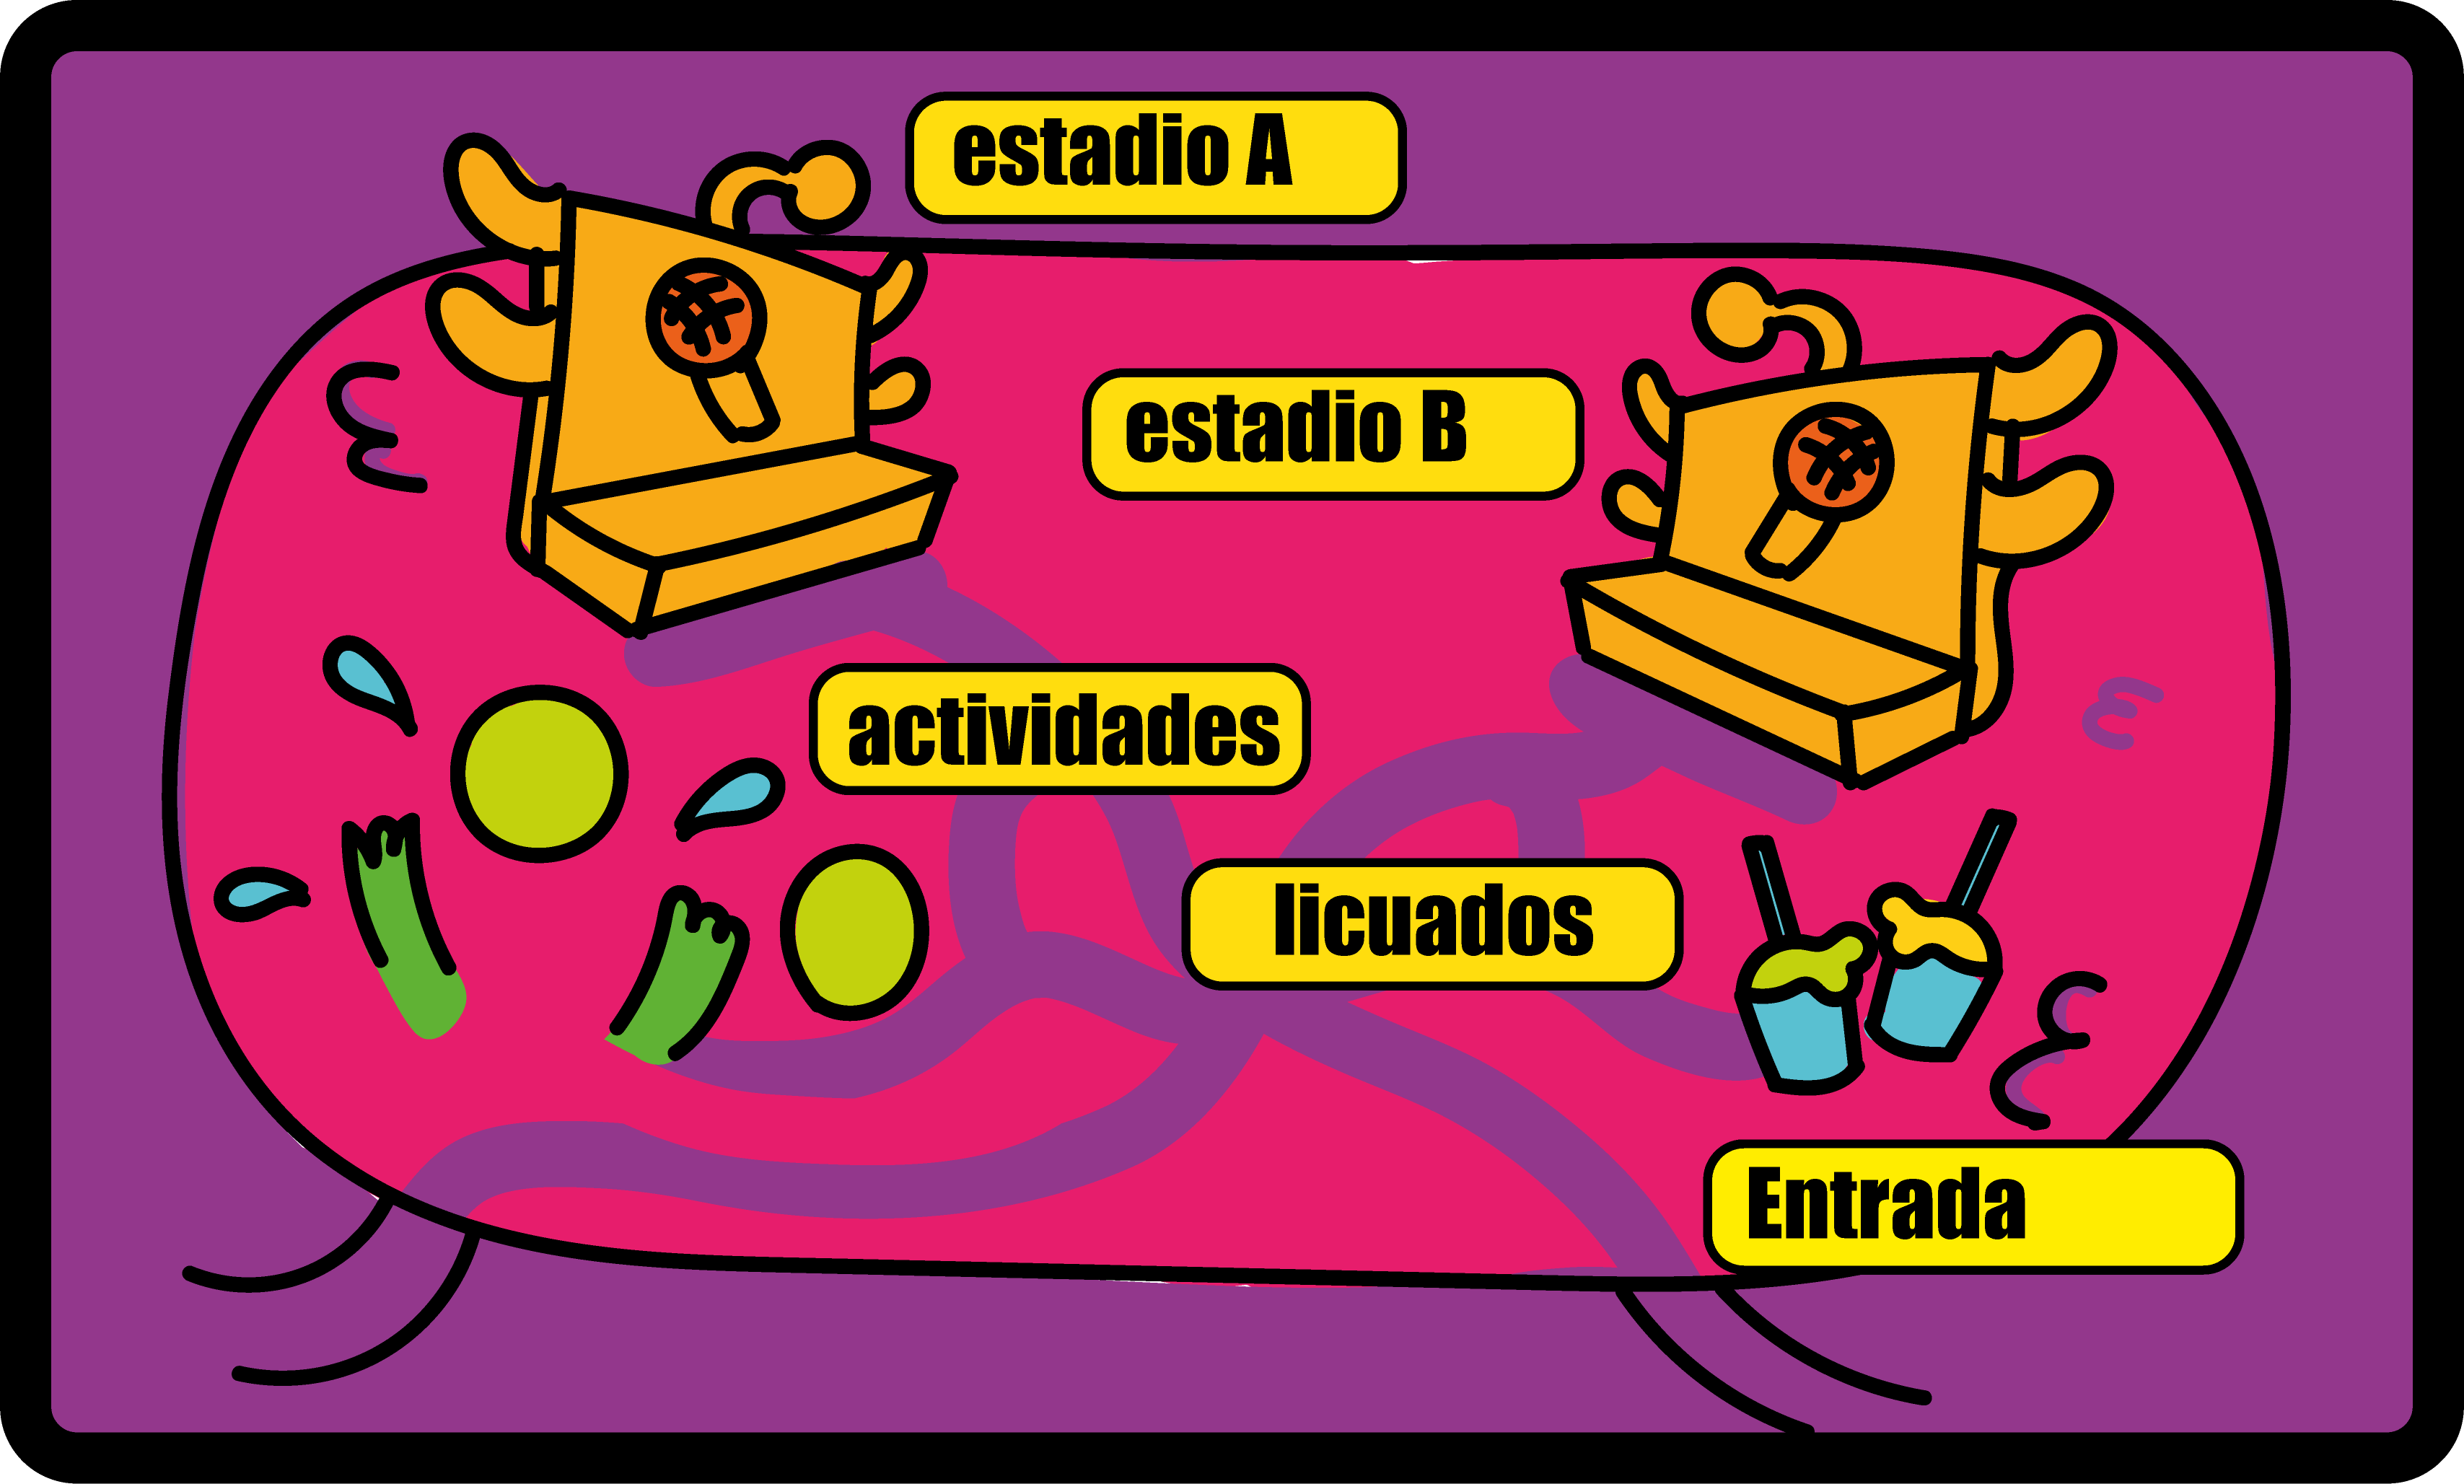 estadio A
estadio B
actividades
licuados
Entrada